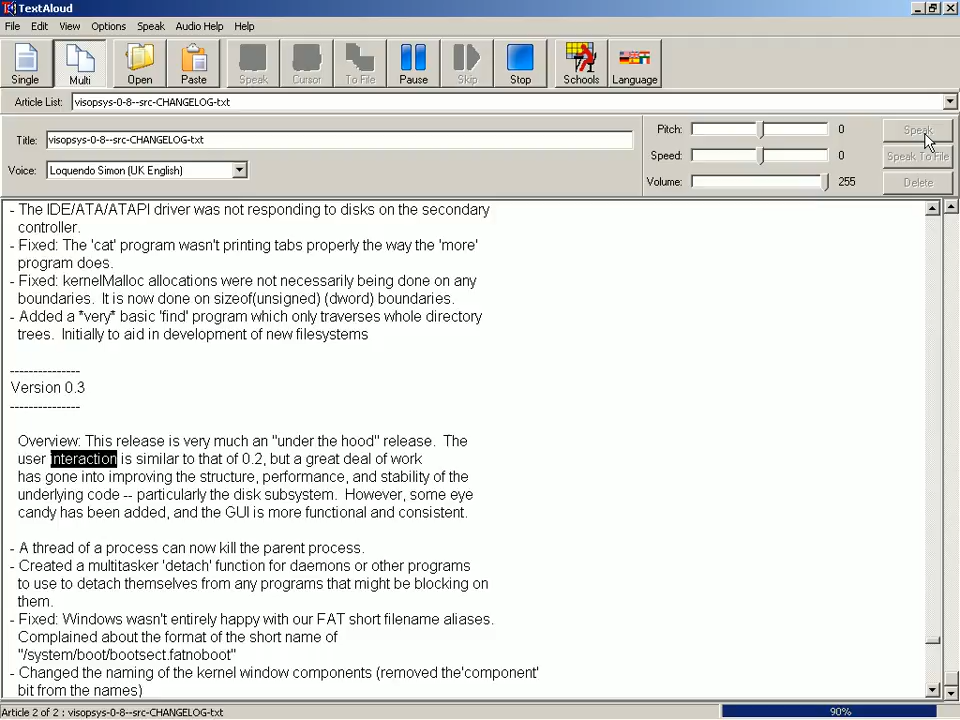 TextAloud
File Edit View Options Speak Audio Help Help
Single Multi Open Paste Speak Cursor To File Pause Skip Stop Schools Language
Article List: visopsys-0-8--src-CHANGELOG-txt
Title: visopsys-0-8--src-CHANGELOG-txt
Voice: Loquendo Simon (UK English)
Pitch: 0 Speak
Speed: 0 Speak To File
Volume: 255 Delete
- The IDE/ATA/ATAPI driver was not responding to disks on the secondary
controller.
- Fixed: The 'cat' program wasn't printing tabs properly the way the 'more'
program does.
- Fixed: kernelMalloc allocations were not necessarily being done on any
boundaries.  It is now done on sizeof(unsigned) (dword) boundaries.
- Added a *very* basic 'find' program which only traverses whole directory
trees.  Initially to aid in development of new filesystems
---------------
Version 0.3
---------------
Overview: This release is very much an "under the hood" release.  The
user interaction is similar to that of 0.2, but a great deal of work
has gone into improving the structure, performance, and stability of the
underlying code -- particularly the disk subsystem.  However, some eye
candy has been added, and the GUI is more functional and consistent.
- A thread of a process can now kill the parent process.
- Created a multitasker 'detach' function for daemons or other programs
to use to detach themselves from any programs that might be blocking on
them.
- Fixed: Windows wasn't entirely happy with our FAT short filename aliases.
Complained about the format of the short name of
"/system/boot/bootsect.fatnoboot"
- Changed the naming of the kernel window components (removed the'component'
bit from the names)
Article 2 of 2 : visopsys-0-8--src-CHANGELOG-txt 90%